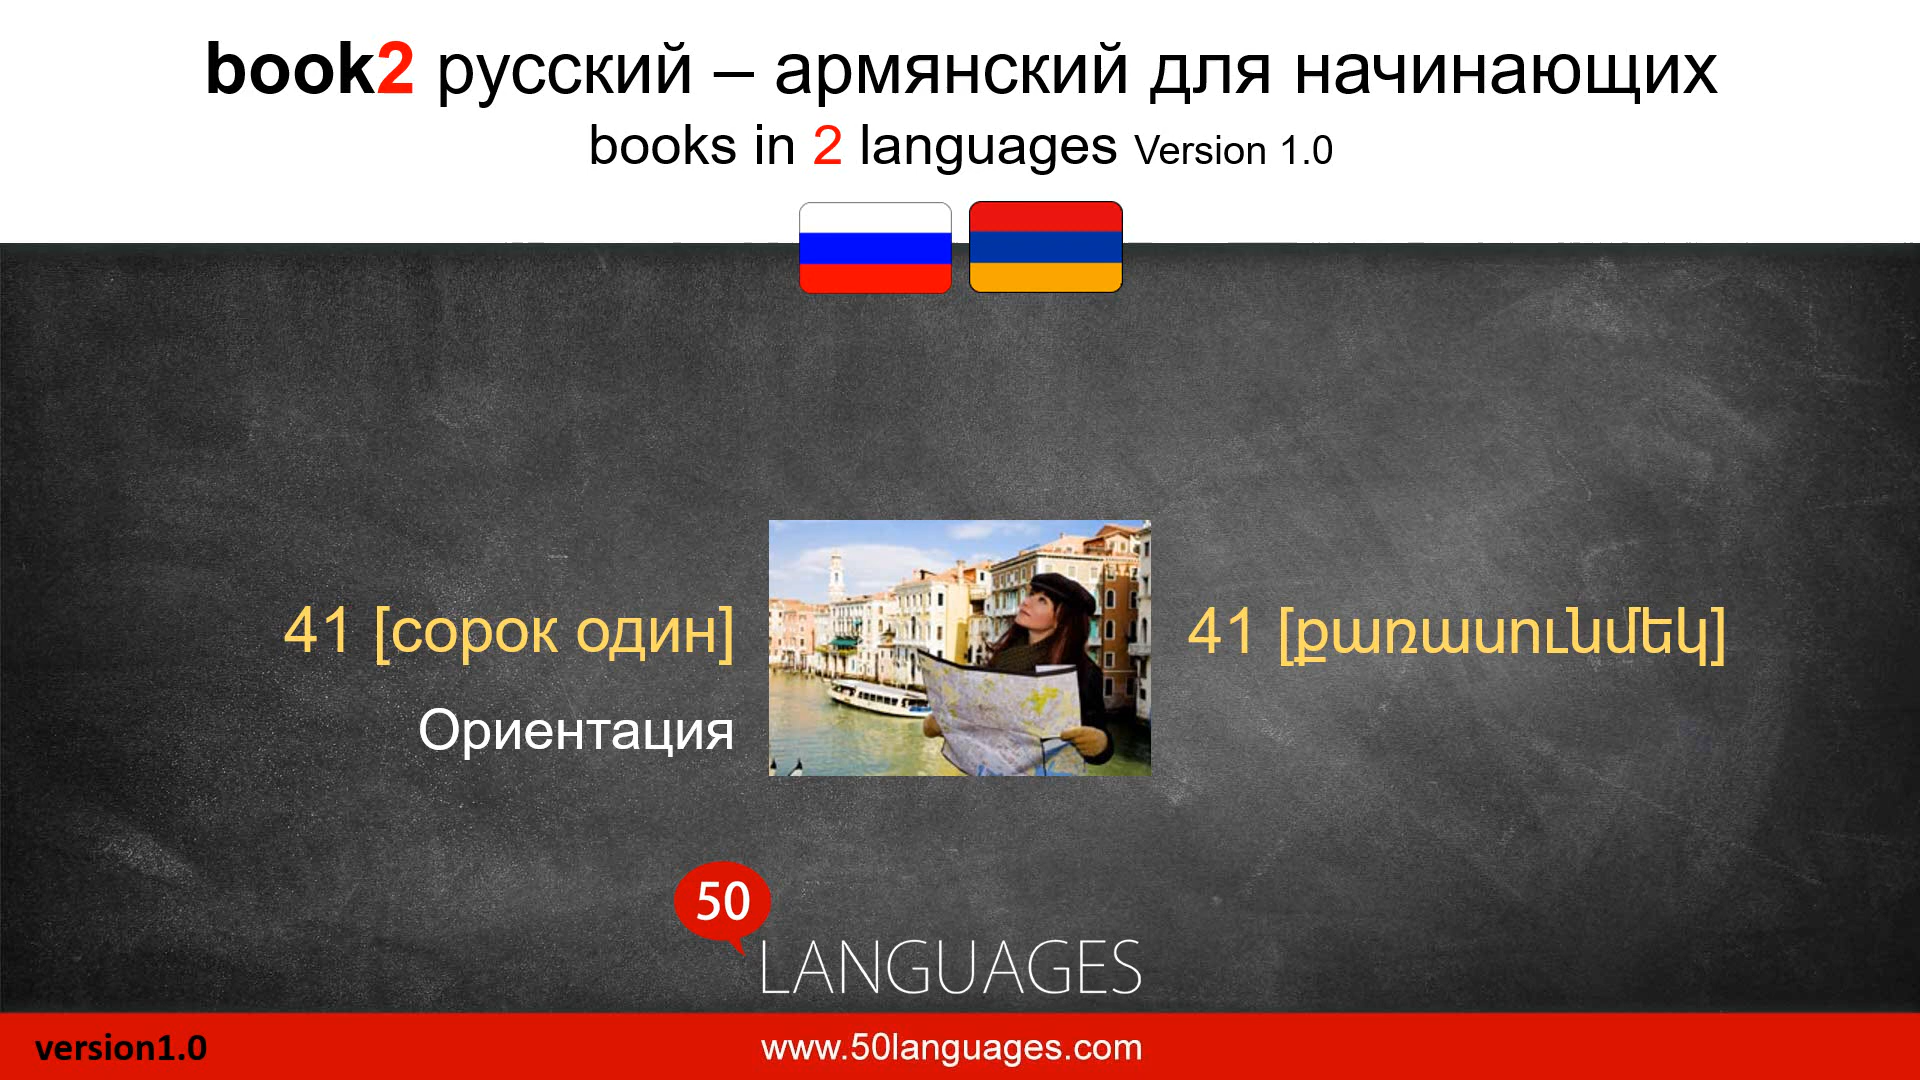 book2 русский – армянский для начинающих
books in 2 languages Version 1.0
41 [сорок один]
Ориентация
41 [քառասունմեկ]
50
LANGUAGES
version1.0
www.50languages.com